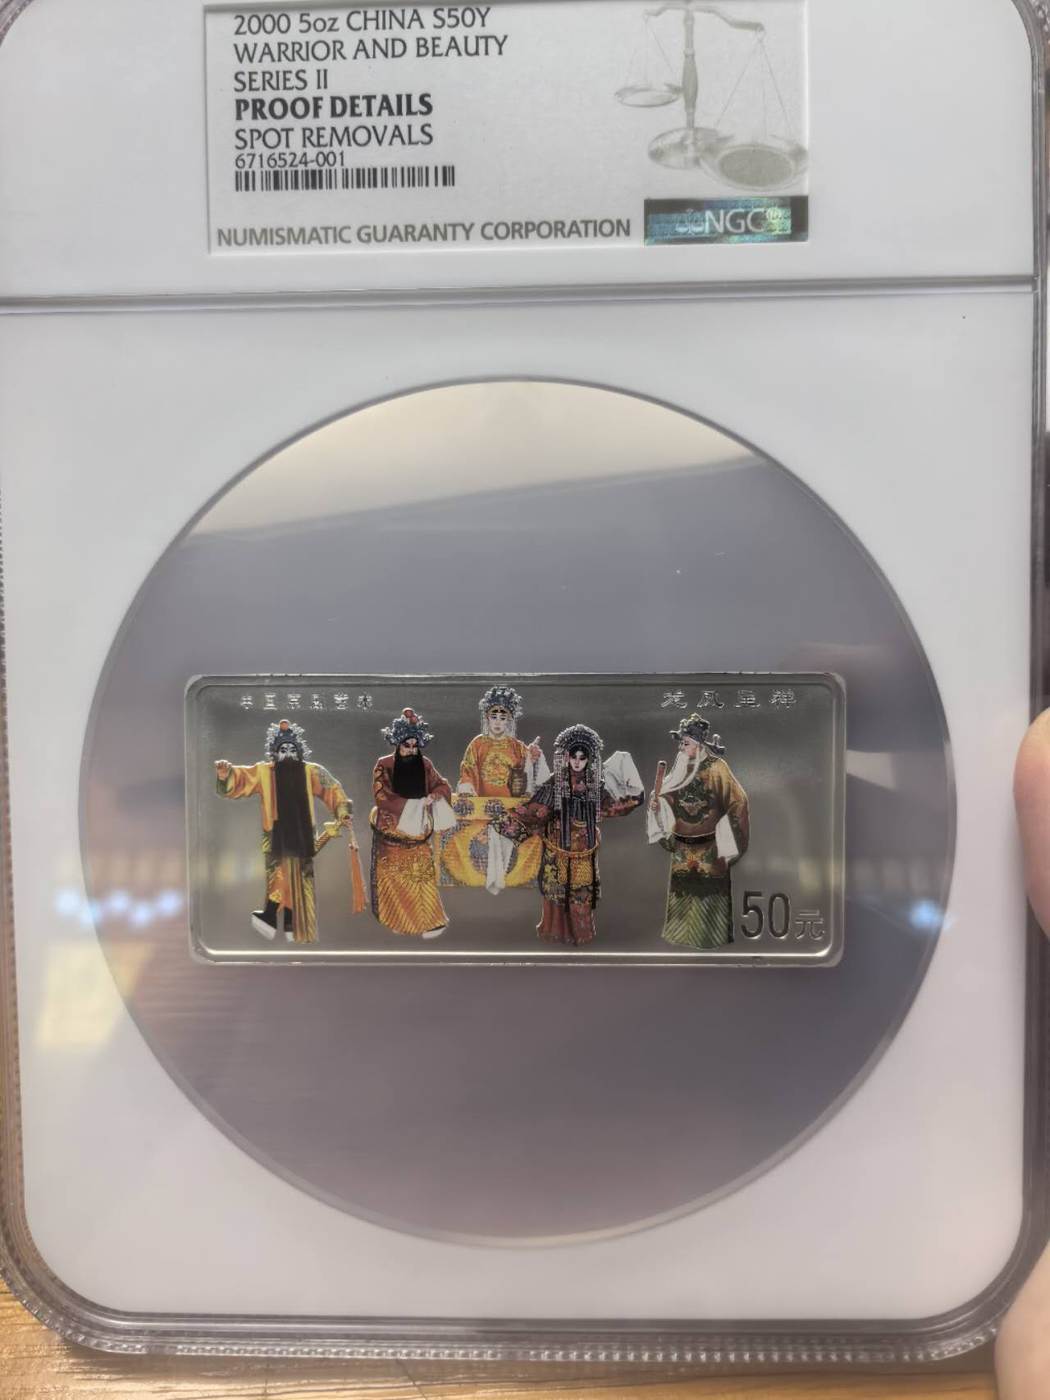 2000 5oz CHINA S50Y
WARRIOR AND BEAUTY
SERIES II
PROOF DETAILS
SPOT REMOVALS
6716524-001
NUMISMATIC GUARANTY CORPORATION
NGC
中国京剧艺术
龙凤呈祥
50元